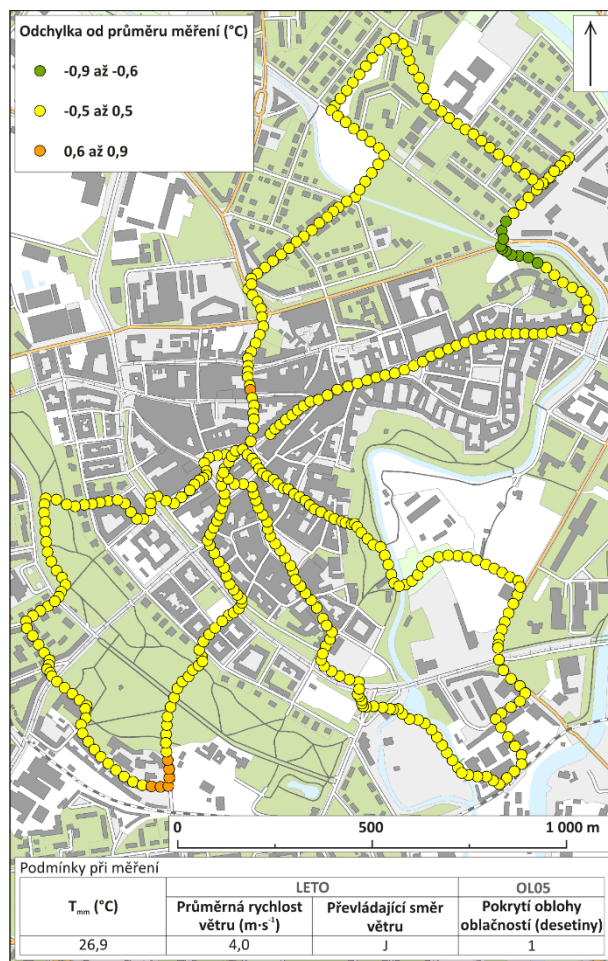 Odchylka od průměru měření (°C)
-0,9 až -0,6
-0,5 až 0,5
0,6 až 0,9
0 500 1 000 m
Podmínky při měření
LETO OL05
Tₘₘ (°C) Průměrná rychlost větru (m·s⁻¹) Převládající směr větru Pokrytí oblohy oblačností (desetiny)
26,9 4,0 J 1